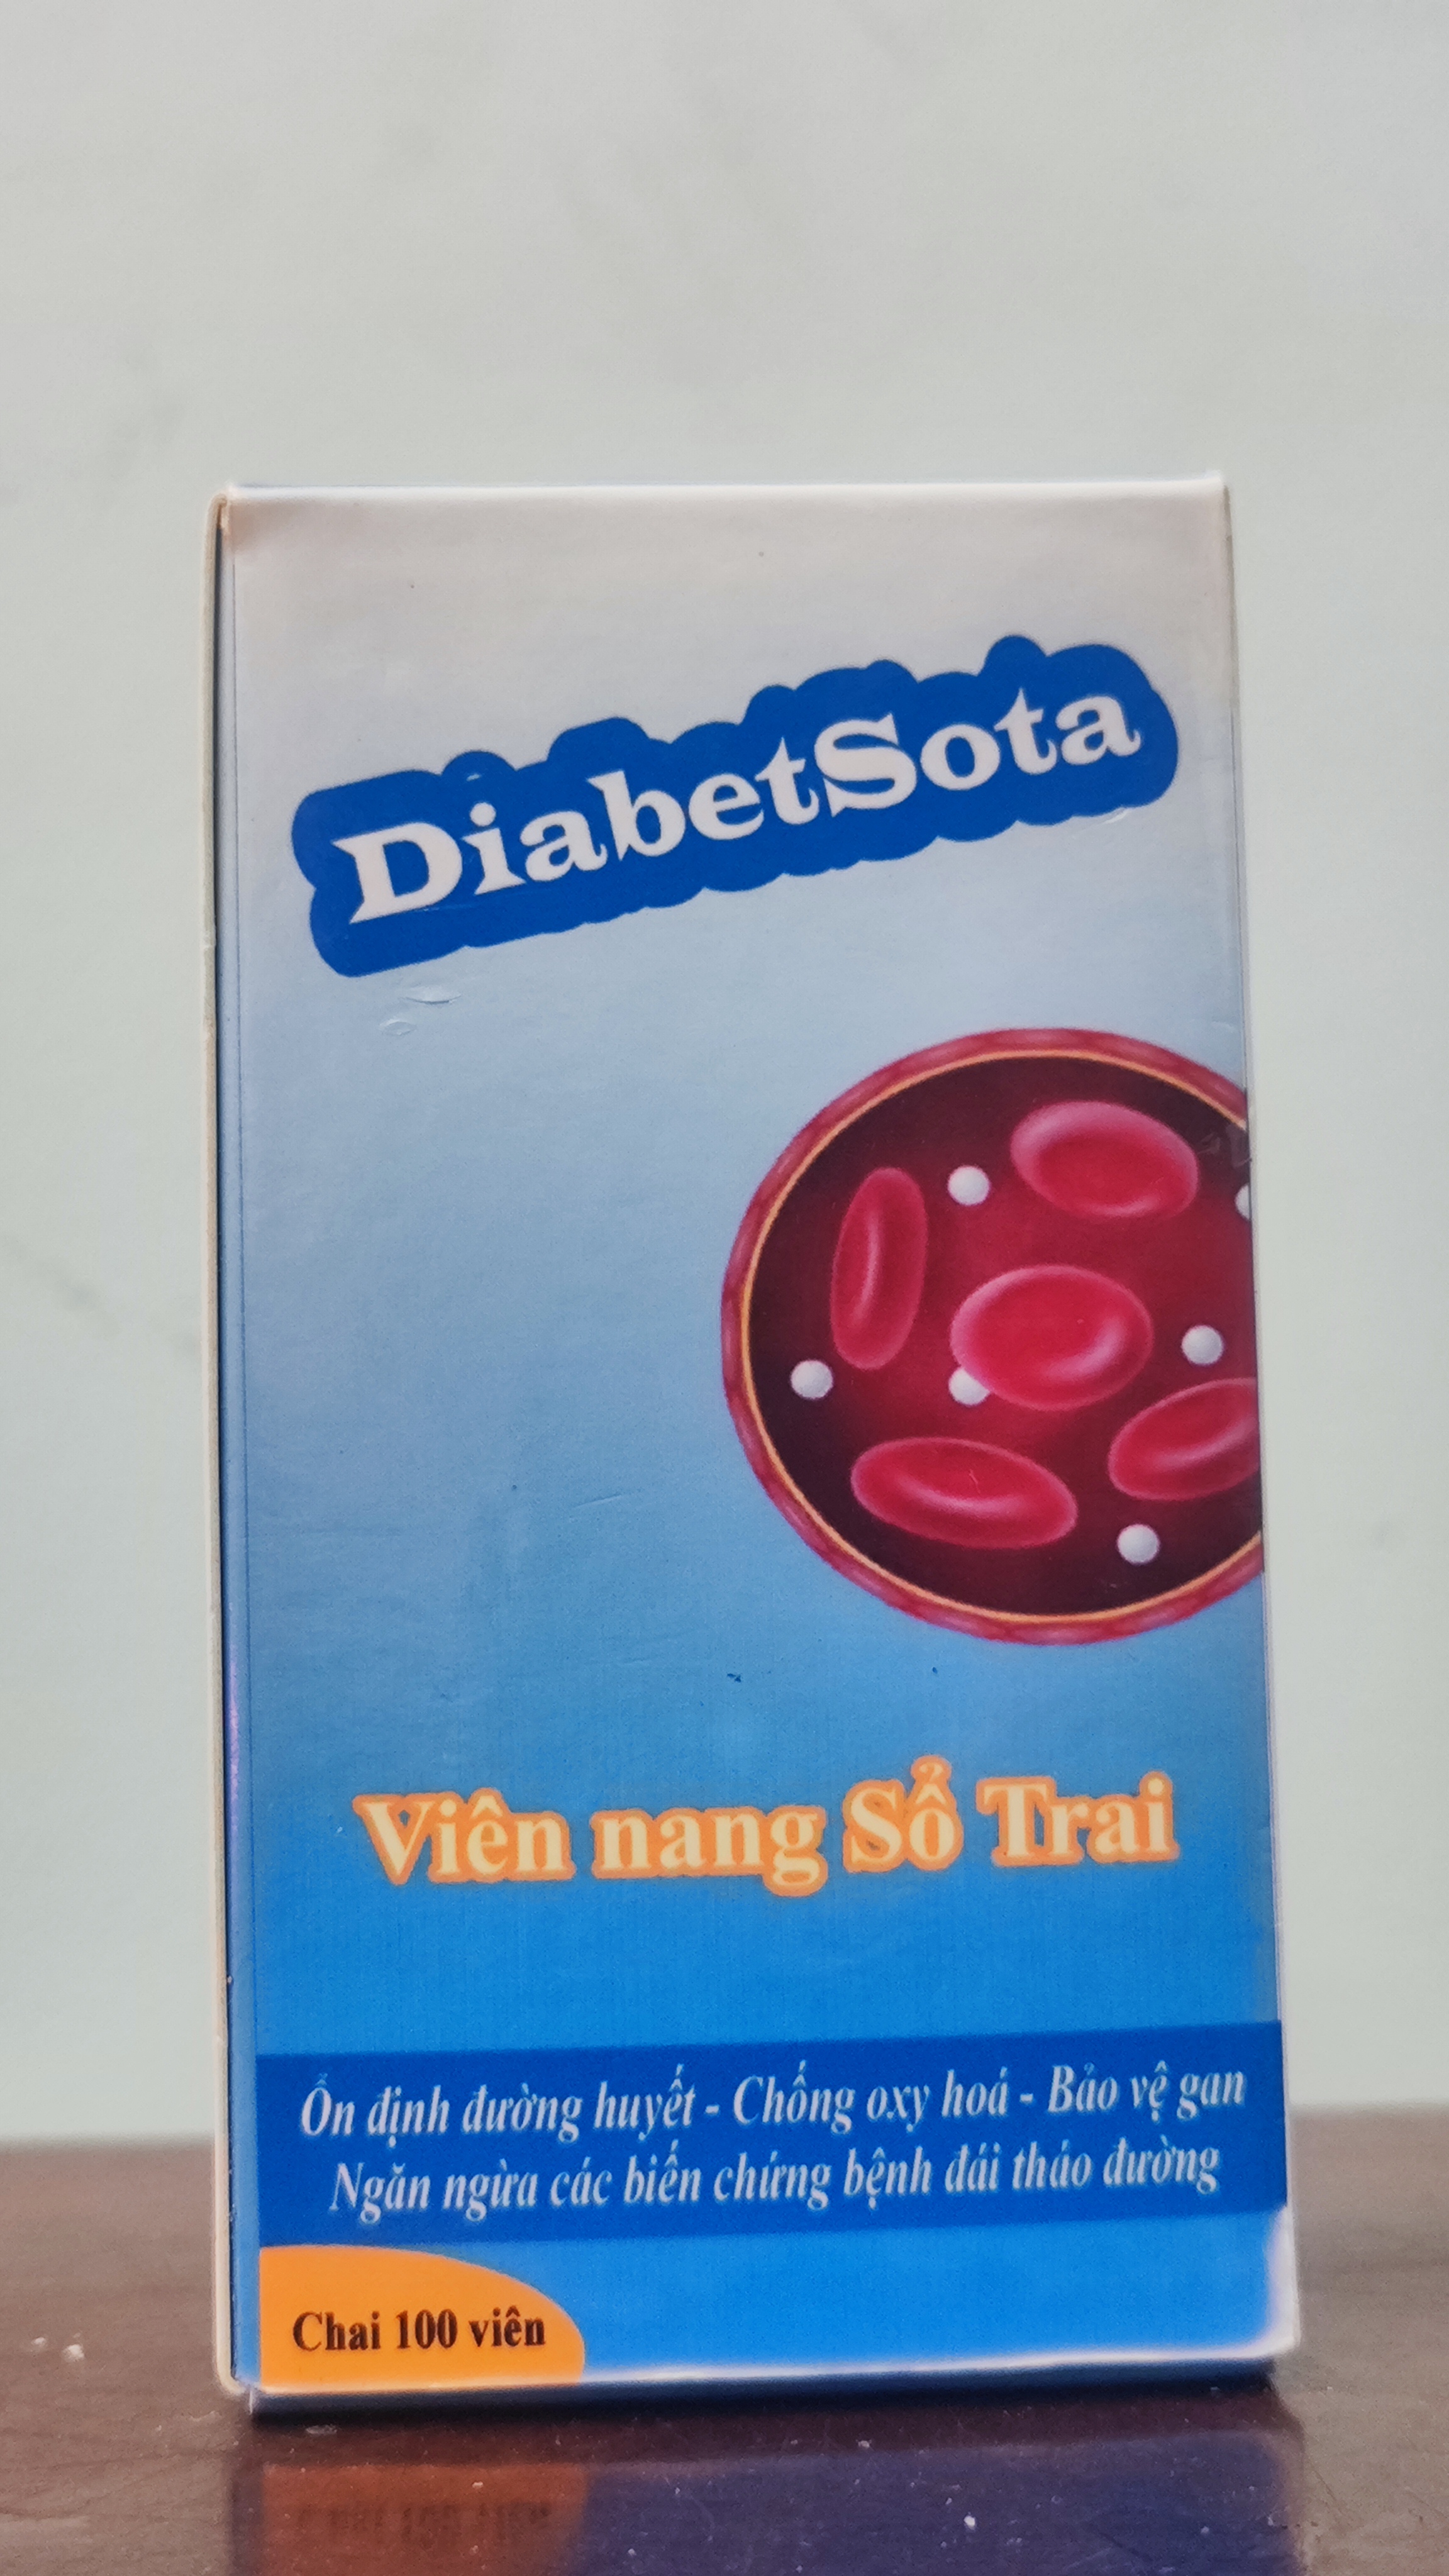 DiabetSota
Viên nang Sổ Trai
Ổn định đường huyết - Chống oxy hoá - Bảo vệ gan
Ngăn ngừa các biến chứng bệnh đái tháo đường
Chai 100 viên